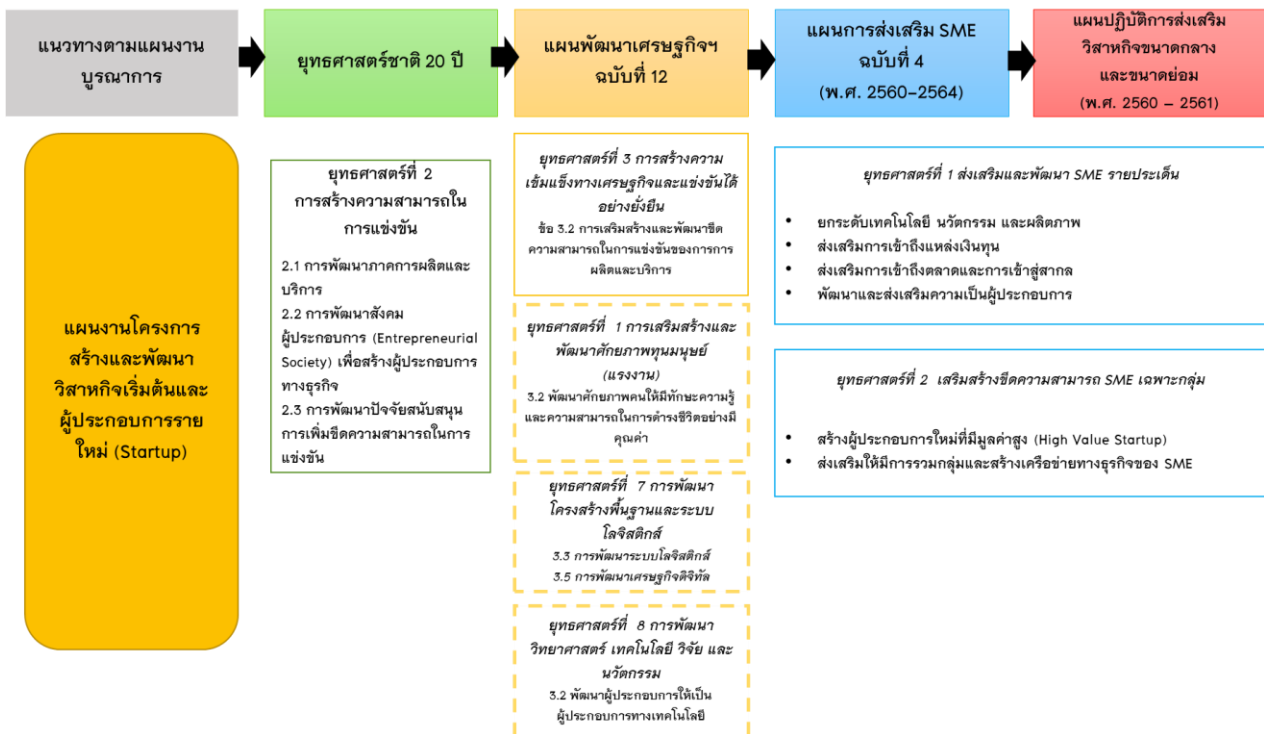 แนวทางตามแผนงาน
บูรณาการ
ยุทธศาสตร์ชาติ 20 ปี
แผนพัฒนาเศรษฐกิจฯ
ฉบับที่ 12
แผนการส่งเสริม SME
ฉบับที่ 4
(พ.ศ. 2560-2564)
แผนปฏิบัติการส่งเสริม
วิสาหกิจขนาดกลาง
และขนาดย่อม
(พ.ศ. 2560 – 2561)
แผนงานโครงการ
สร้างและพัฒนา
วิสาหกิจเริ่มต้นและ
ผู้ประกอบการราย
ใหม่ (Startup)
ยุทธศาสตร์ที่ 2
การสร้างความสามารถใน
การแข่งขัน
2.1 การพัฒนาภาคการผลิตและ
บริการ
2.2 การพัฒนาสังคม
ผู้ประกอบการ (Entrepreneurial
Society) เพื่อสร้างผู้ประกอบการ
ทางธุรกิจ
2.3 การพัฒนาปัจจัยสนับสนุน
การเพิ่มขีดความสามารถในการ
แข่งขัน
ยุทธศาสตร์ที่ 3 การสร้างความ
เข้มแข็งทางเศรษฐกิจและแข่งขันได้
อย่างยั่งยืน
ข้อ 3.2 การเสริมสร้างและพัฒนาขีด
ความสามารถในการแข่งขันของการการ
ผลิตและบริการ
ยุทธศาสตร์ที่ 1 การเสริมสร้างและ
พัฒนาศักยภาพทุนมนุษย์
(แรงงาน)
3.2 พัฒนาศักยภาพคนให้มีทักษะความรู้
และความสามารถในการดำรงชีวิตอย่างมี
คุณค่า
ยุทธศาสตร์ที่ 7 การพัฒนา
โครงสร้างพื้นฐานและระบบ
โลจิสติกส์
3.3 การพัฒนาระบบโลจิสติกส์
3.5 การพัฒนาเศรษฐกิจดิจิทัล
ยุทธศาสตร์ที่ 8 การพัฒนา
วิทยาศาสตร์ เทคโนโลยี วิจัย และ
นวัตกรรม
3.2 พัฒนาผู้ประกอบการให้เป็น
ผู้ประกอบการทางเทคโนโลยี
ยุทธศาสตร์ที่ 1 ส่งเสริมและพัฒนา SME รายประเด็น
• ยกระดับเทคโนโลยี นวัตกรรม และผลิตภาพ
• ส่งเสริมการเข้าถึงแหล่งเงินทุน
• ส่งเสริมการเข้าถึงตลาดและการเข้าสู่สากล
• พัฒนาและส่งเสริมความเป็นผู้ประกอบการ
ยุทธศาสตร์ที่ 2 เสริมสร้างขีดความสามารถ SME เฉพาะกลุ่ม
• สร้างผู้ประกอบการใหม่ที่มีมูลค่าสูง (High Value Startup)
• ส่งเสริมให้มีการรวมกลุ่มและสร้างเครือข่ายทางธุรกิจของ SME